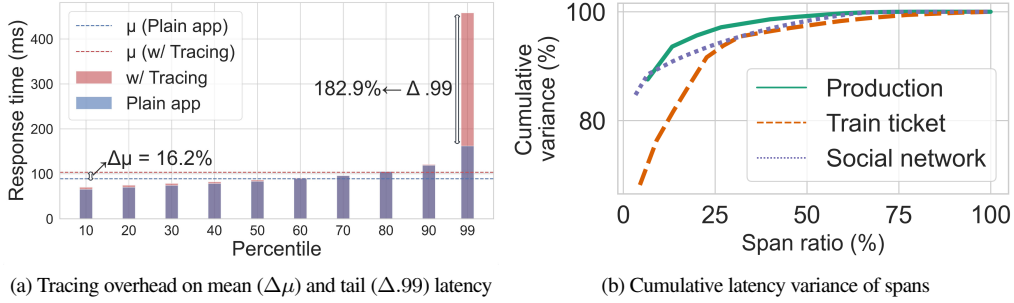 Response time (ms)
400
300
200
100
0
μ (Plain app)
μ (w/ Tracing)
w/ Tracing
Plain app
182.9%← Δ .99
Δμ = 16.2%
10 20 30 40 50 60 70 80 90 99
Percentile
(a) Tracing overhead on mean (Δμ) and tail (Δ.99) latency
Cumulative
variance (%)
100
80
Production
Train ticket
Social network
0 25 50 75 100
Span ratio (%)
(b) Cumulative latency variance of spans